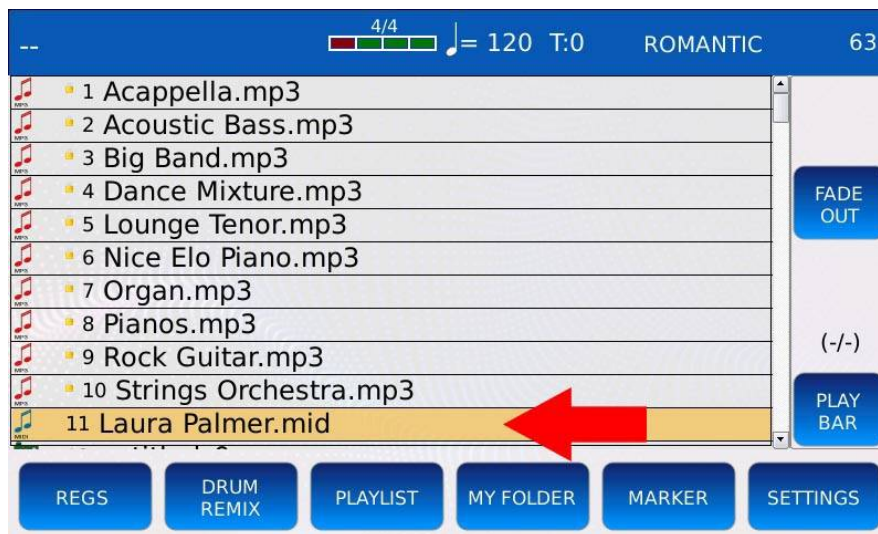 -- 4/4 = 120 T:0 ROMANTIC 63
1 Acappella.mp3
2 Acoustic Bass.mp3
3 Big Band.mp3
4 Dance Mixture.mp3
5 Lounge Tenor.mp3
6 Nice Elo Piano.mp3
7 Organ.mp3
8 Pianos.mp3
9 Rock Guitar.mp3
10 Strings Orchestra.mp3
11 Laura Palmer.mid
FADE
OUT
(-/-)
PLAY
BAR
REGS
DRUM
REMIX
PLAYLIST
MY FOLDER
MARKER
SETTINGS